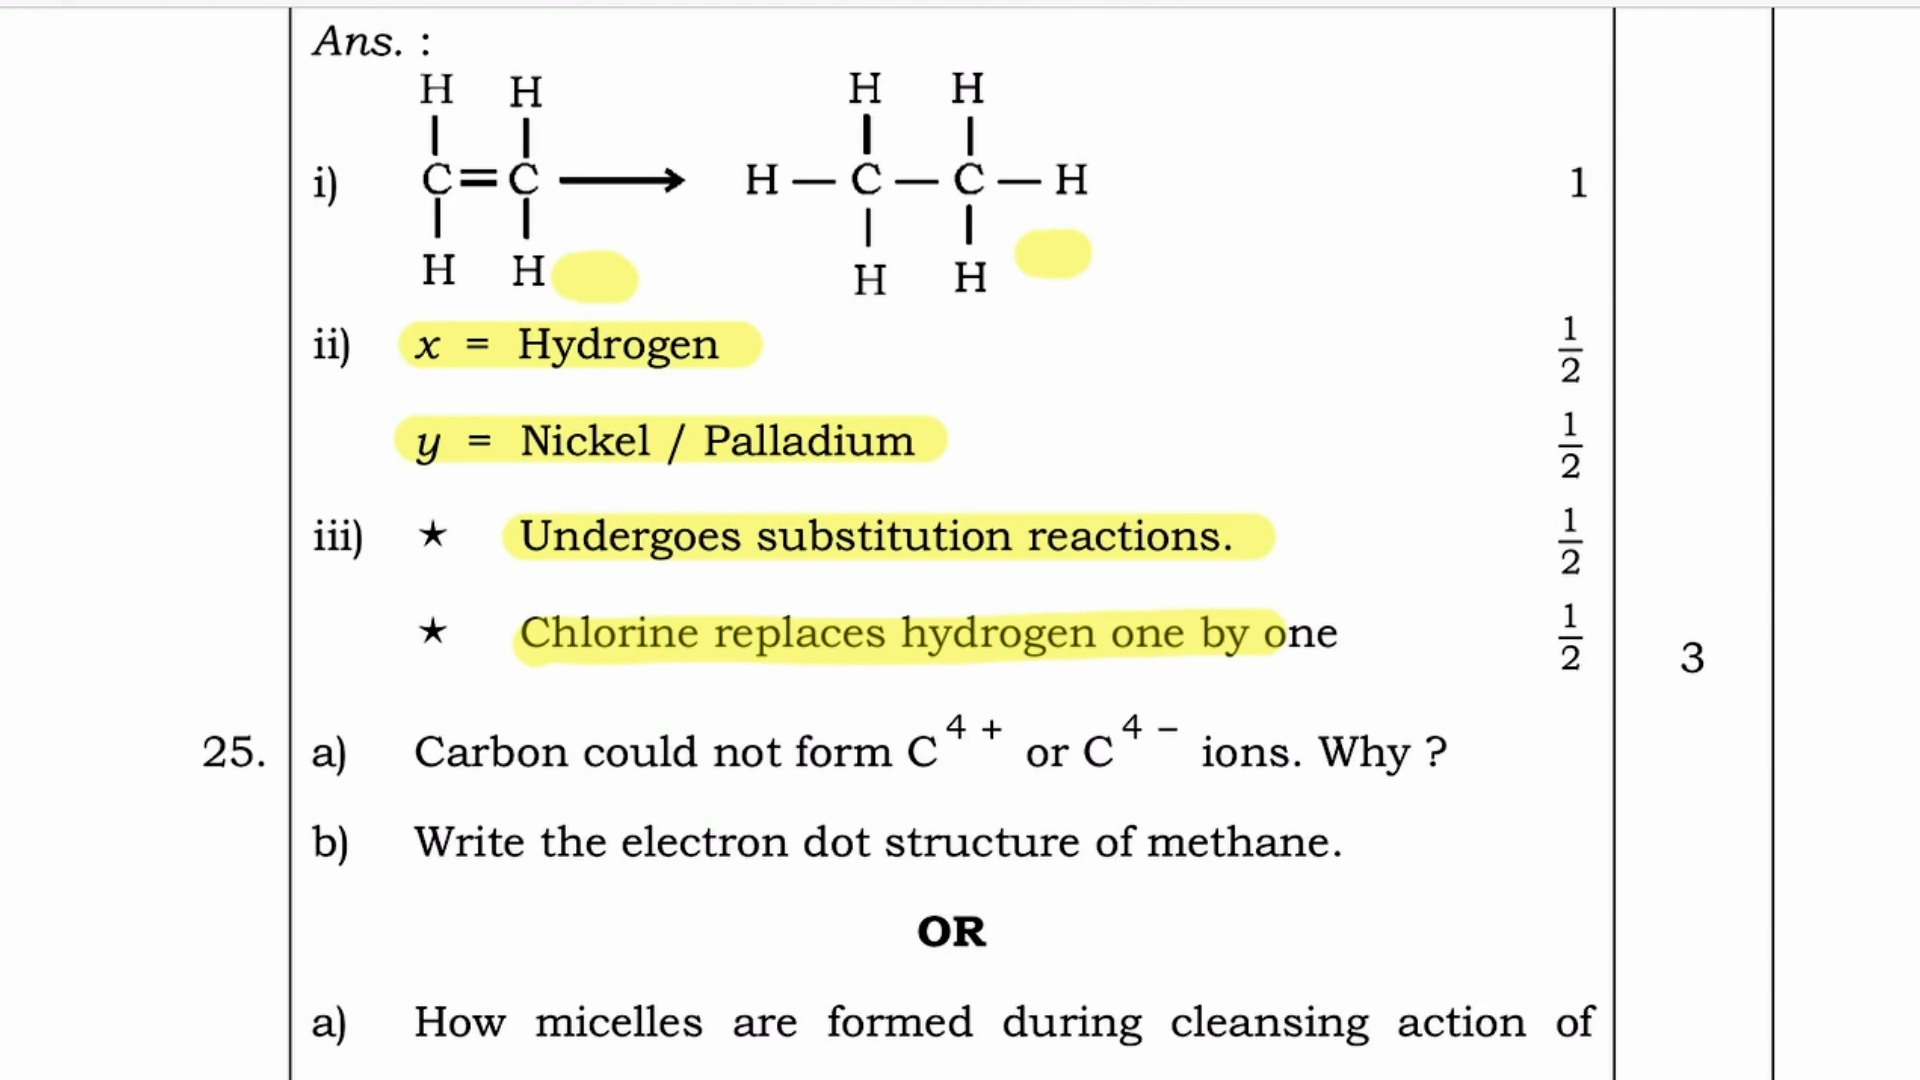 Ans. :
H H H H
i) C=C → H — C — C — H 1
H H H H
ii) x = Hydrogen 1/2
y = Nickel / Palladium 1/2
iii) ★ Undergoes substitution reactions. 1/2
★ Chlorine replaces hydrogen one by one 1/2 3
25. a) Carbon could not form C⁴⁺ or C⁴⁻ ions. Why ?
b) Write the electron dot structure of methane.
OR
a) How micelles are formed during cleansing action of